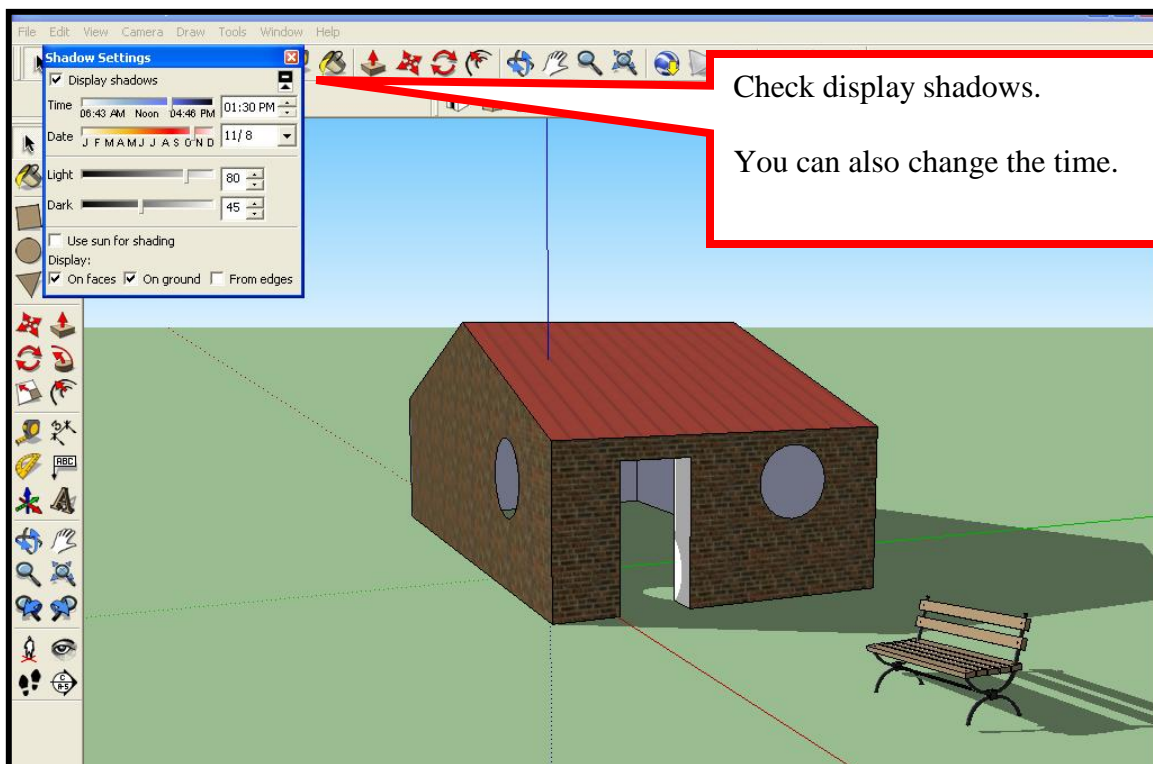 File Edit View Camera Draw Tools Window Help
Shadow Settings
Display shadows
Time 06:43 AM Noon 04:46 PM 01:30 PM
Date J F M A M J J A S O N D 11/ 8
Light 80
Dark 45
Use sun for shading
Display:
On faces On ground From edges
Check display shadows.
You can also change the time.
ABC